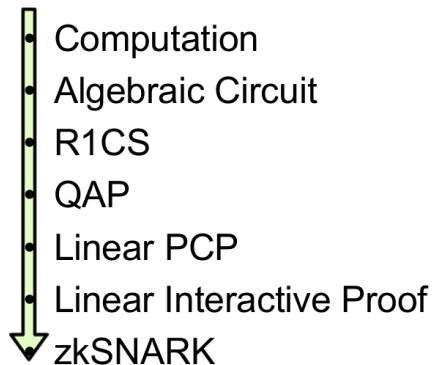 Computation
Algebraic Circuit
R1CS
QAP
Linear PCP
Linear Interactive Proof
zkSNARK